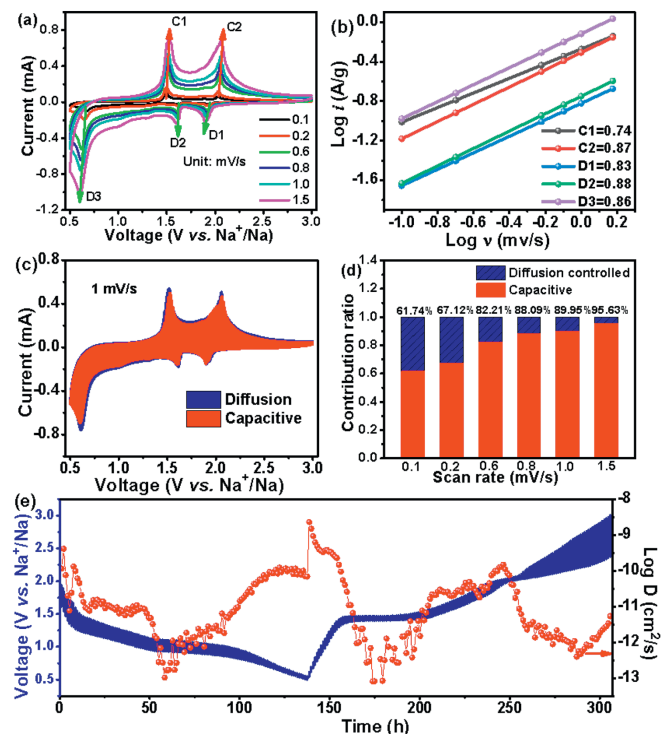 (a)
C1
C2
0.8
0.4
0.0
-0.4
-0.8
-1.2
Current (mA)
D3
D2
D1
Unit: mV/s
0.1
0.2
0.6
0.8
1.0
1.5
0.5 1.0 1.5 2.0 2.5 3.0
Voltage (V vs. Na+/Na)
(b)
0.0
-0.4
-0.8
-1.2
-1.6
Log i (A/g)
C1=0.74
C2=0.87
D1=0.83
D2=0.88
D3=0.86
-1.0 -0.8 -0.6 -0.4 -0.2 0.0 0.2
Log ν (mv/s)
(c)
1 mV/s
0.8
0.4
0.0
-0.4
-0.8
Current (mA)
Diffusion
Capacitive
0.5 1.0 1.5 2.0 2.5 3.0
Voltage (V vs. Na+/Na)
(d)
Diffusion controlled
Capacitive
1.4
1.2
1.0
0.8
0.6
0.4
0.2
0.0
Contribution ratio
61.74% 67.12% 82.21% 88.09% 89.95% 95.63%
0.1 0.2 0.6 0.8 1.0 1.5
Scan rate (mV/s)
(e)
3.0
2.5
2.0
1.5
1.0
0.5
Voltage (V vs. Na+/Na)
-8
-9
-10
-11
-12
-13
Log D (cm2/s)
0 50 100 150 200 250 300
Time (h)